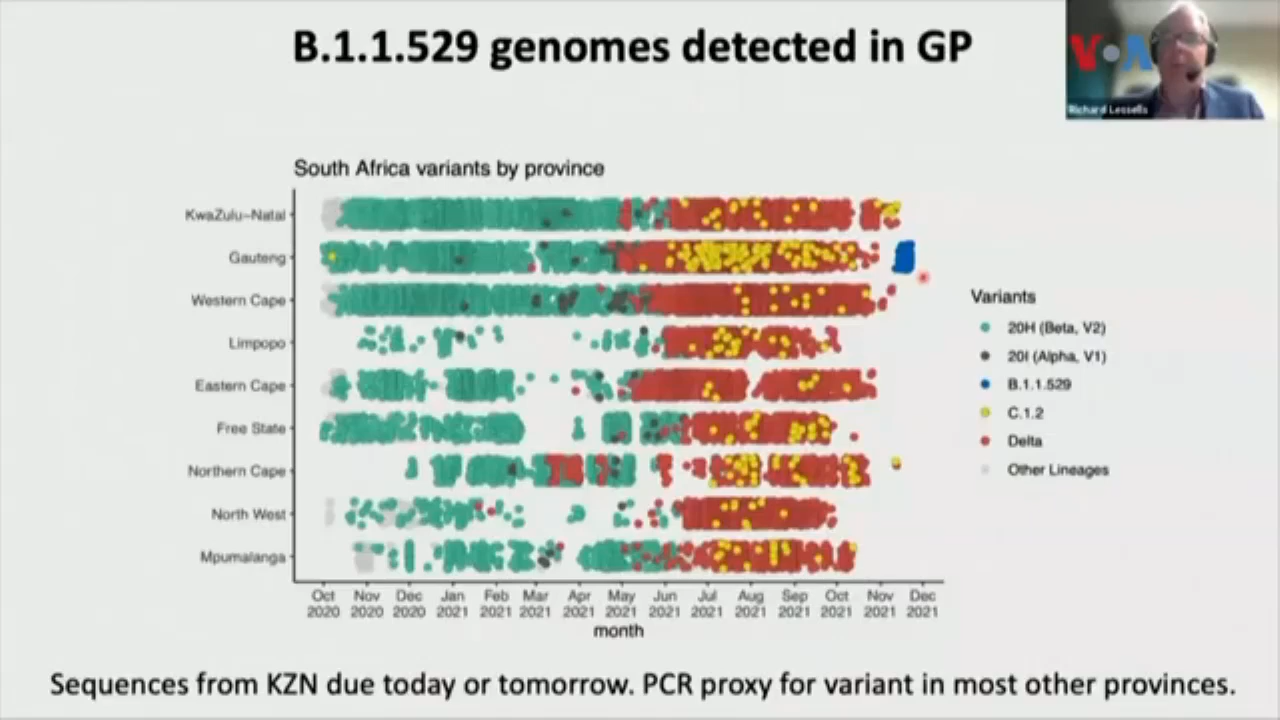 B.1.1.529 genomes detected in GP
VOA
Richard Lessells
South Africa variants by province
KwaZulu-Natal
Gauteng
Western Cape
Limpopo
Eastern Cape
Free State
Northern Cape
North West
Mpumalanga
Variants
20H (Beta, V2)
20I (Alpha, V1)
B.1.1.529
C.1.2
Delta
Other Lineages
Oct Nov Dec Jan Feb Mar Apr May Jun Jul Aug Sep Oct Nov Dec
2020 2020 2020 2021 2021 2021 2021 2021 2021 2021 2021 2021 2021 2021 2021
month
Sequences from KZN due today or tomorrow. PCR proxy for variant in most other provinces.